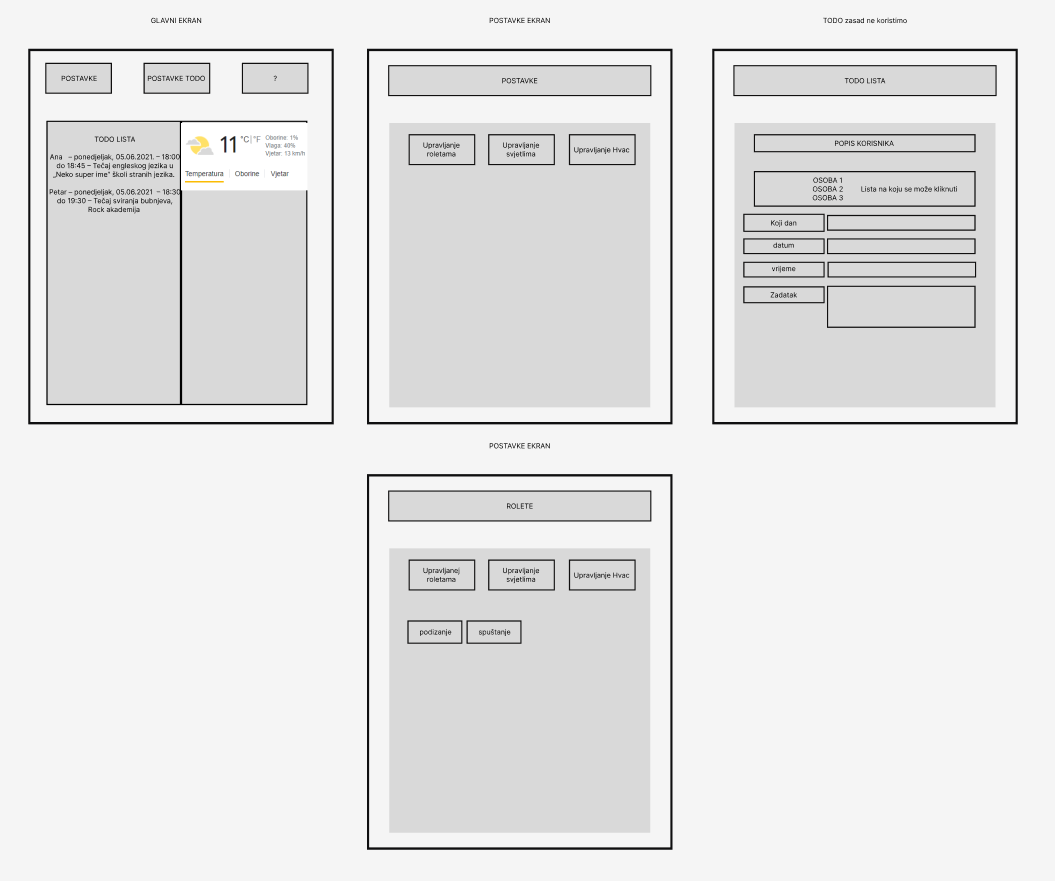 GLAVNI EKRAN
POSTAVKE
POSTAVKE TODO
?
TODO LISTA
Ana – ponedjeljak, 05.06.2021. – 18:00
do 18:45 – Tečaj engleskog jezika u
„Neko super ime" školi stranih jezika.
Petar – ponedjeljak, 05.06.2021 – 18:30
do 19:30 – Tečaj sviranja bubnjeva,
Rock akademija
11 °C|°F
Oborine: 1%
Vlaga: 40%
Vjetar: 13 km/h
Temperatura | Oborine | Vjetar
POSTAVKE EKRAN
POSTAVKE
Upravljanje
roletama
Upravljanje
svjetlima
Upravljanje Hvac
TODO zasad ne koristimo
TODO LISTA
POPIS KORISNIKA
OSOBA 1
OSOBA 2
OSOBA 3
Lista na koju se može kliknuti
Koji dan
datum
vrijeme
Zadatak
POSTAVKE EKRAN
ROLETE
Upravljanej
roletama
Upravljanje
svjetlima
Upravljanje Hvac
podizanje
spuštanje